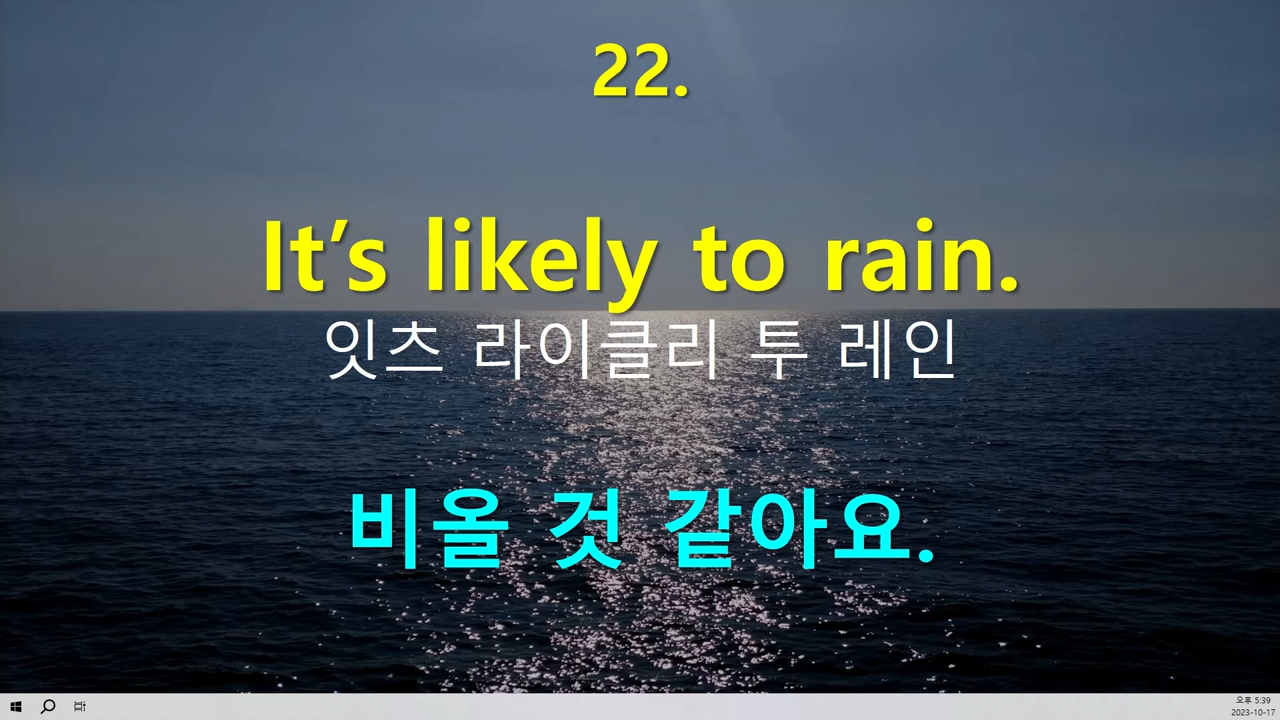 22.
It’s likely to rain.
잇츠 라이클리 투 레인
비올 것 같아요.
오후 5:39
2023-10-17